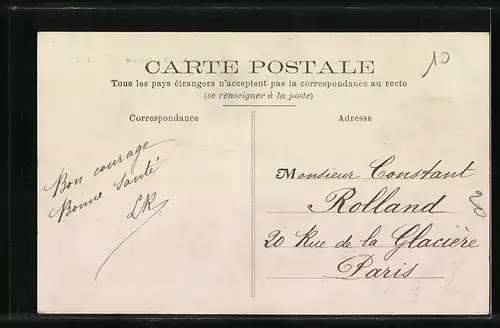 10
CARTE POSTALE
Tous les pays étrangers n'acceptent pas la correspondance au recto
(se renseigner à la poste)
Correspondance
Adresse
Bon courage
Bonne Santé
LR
Monsieur Constant
Rolland
20 Rue de la Glacière
Paris
20